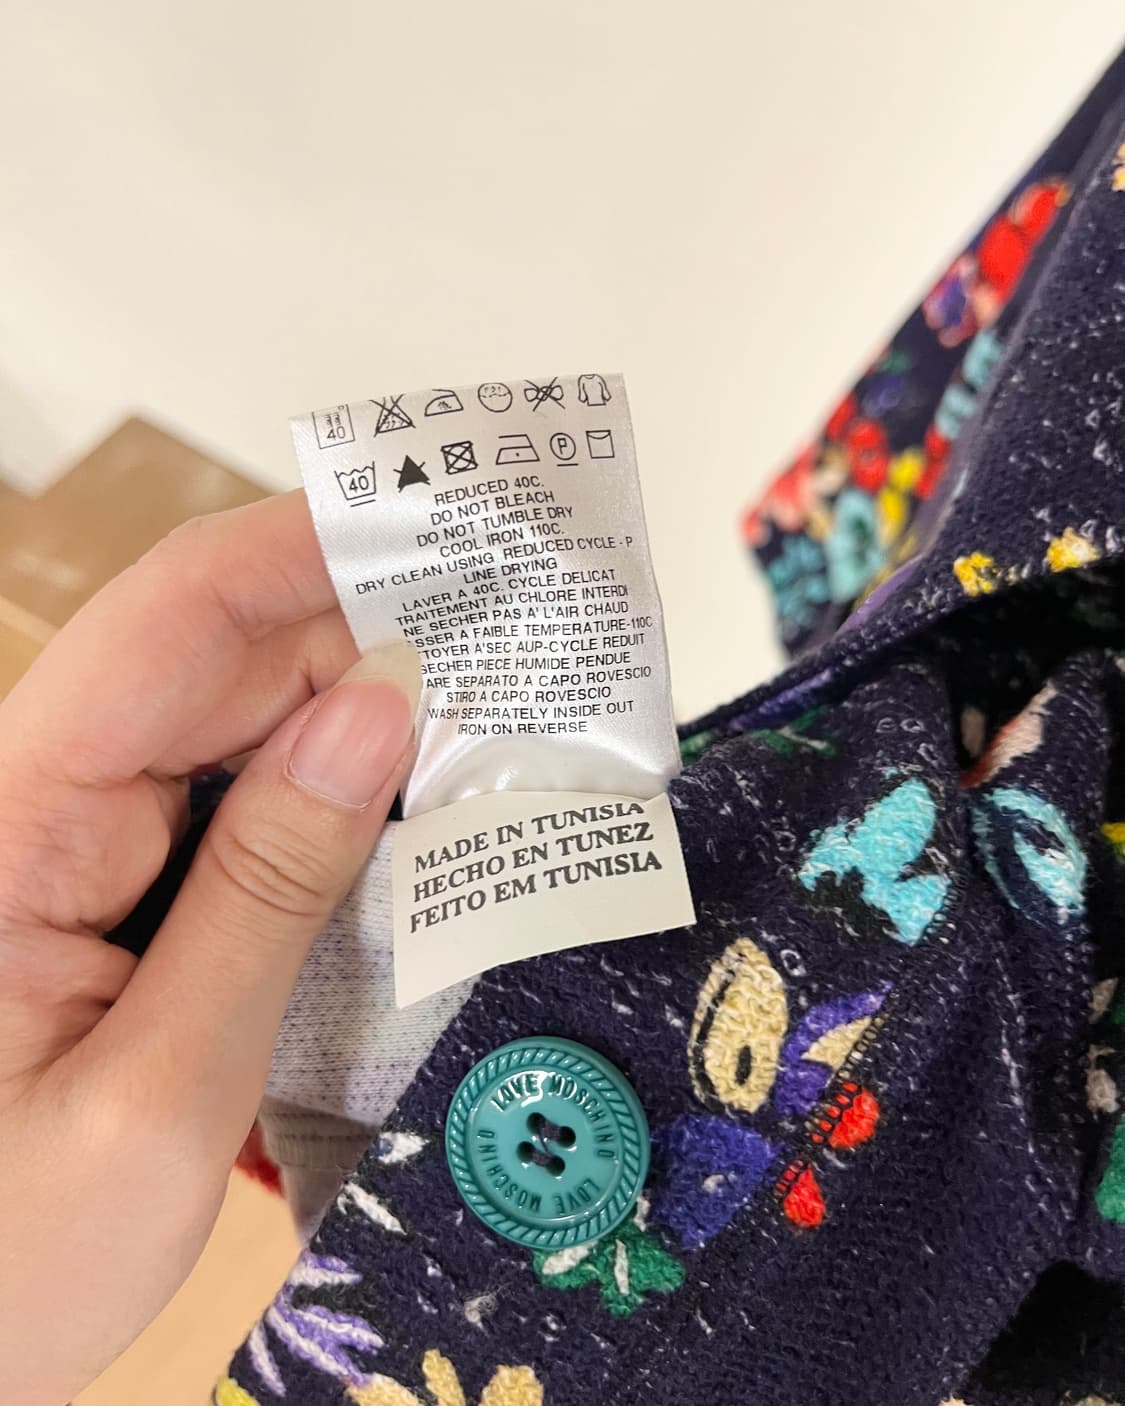 40
40
P
REDUCED 40C.
DO NOT BLEACH
DO NOT TUMBLE DRY
COOL IRON 110C.
DRY CLEAN USING REDUCED CYCLE - P
LINE DRYING
LAVER A 40C. CYCLE DELICAT
TRAITEMENT AU CHLORE INTERDI
NE SECHER PAS A' L'AIR CHAUD
SSER A FAIBLE TEMPERATURE-110C
TOYER A'SEC AUP-CYCLE REDUIT
SECHER PIECE HUMIDE PENDUE
ARE SEPARATO A CAPO ROVESCIO
STIRO A CAPO ROVESCIO
WASH SEPARATELY INSIDE OUT
IRON ON REVERSE
MADE IN TUNISIA
HECHO EN TUNEZ
FEITO EM TUNISIA
LOVE MOSCHINO
LOVE MOSCHINO